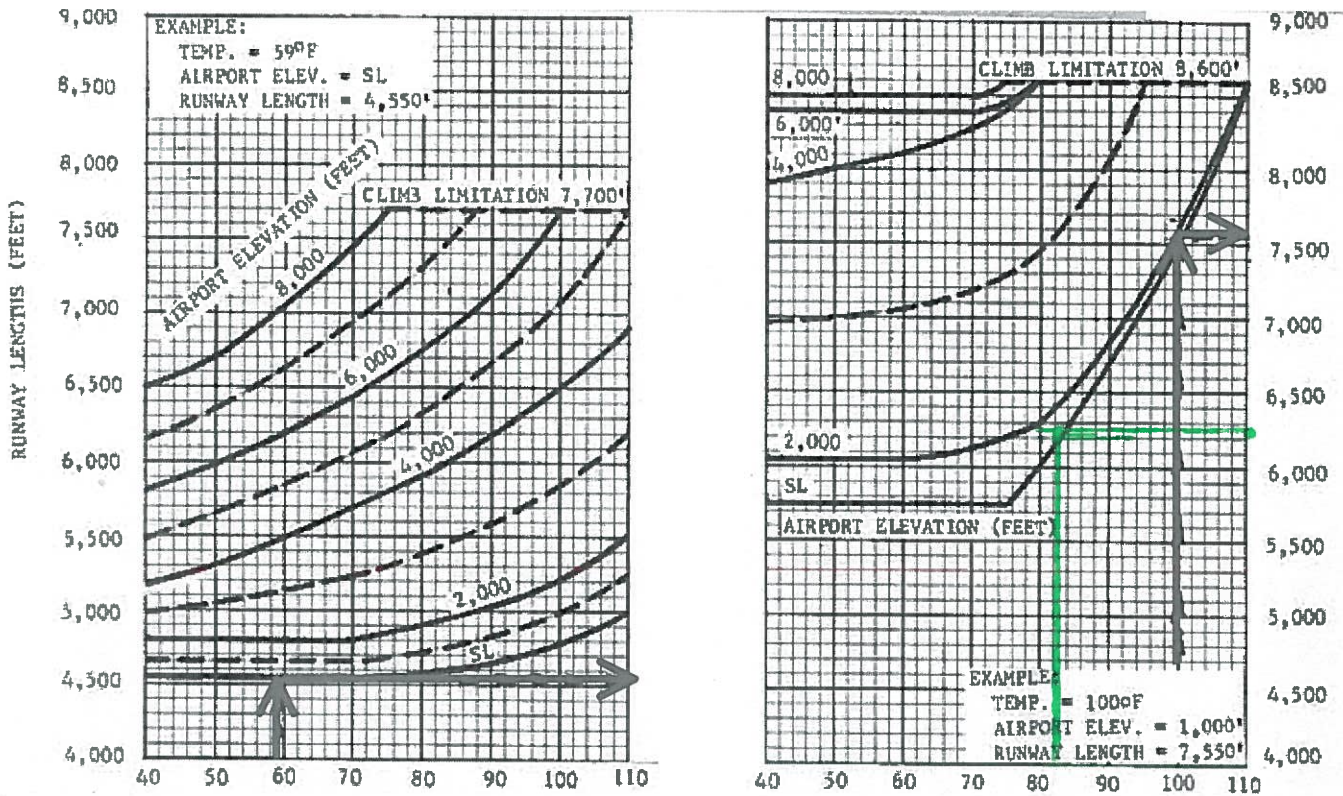 RUNWAY LENGTHS (FEET)
9,000
8,500
8,000
7,500
7,000
6,500
6,000
5,500
5,000
4,500
4,000
EXAMPLE:
TEMP. = 59°F
AIRPORT ELEV. = SL
RUNWAY LENGTH = 4,550'
AIRPORT ELEVATION (FEET)
CLIMB LIMITATION 7,700'
8,000
6,000
4,000
2,000
SL
40 50 60 70 80 90 100 110
CLIMB LIMITATION 8,600'
8,000
6,000'
4,000
2,000
SL
AIRPORT ELEVATION (FEET)
EXAMPLE:
TEMP. = 100°F
AIRPORT ELEV. = 1,000'
RUNWAY LENGTH = 7,550'
9,000
8,500
8,000
7,500
7,000
6,500
6,000
5,500
5,000
4,500
4,000
40 50 60 70 80 90 100 110